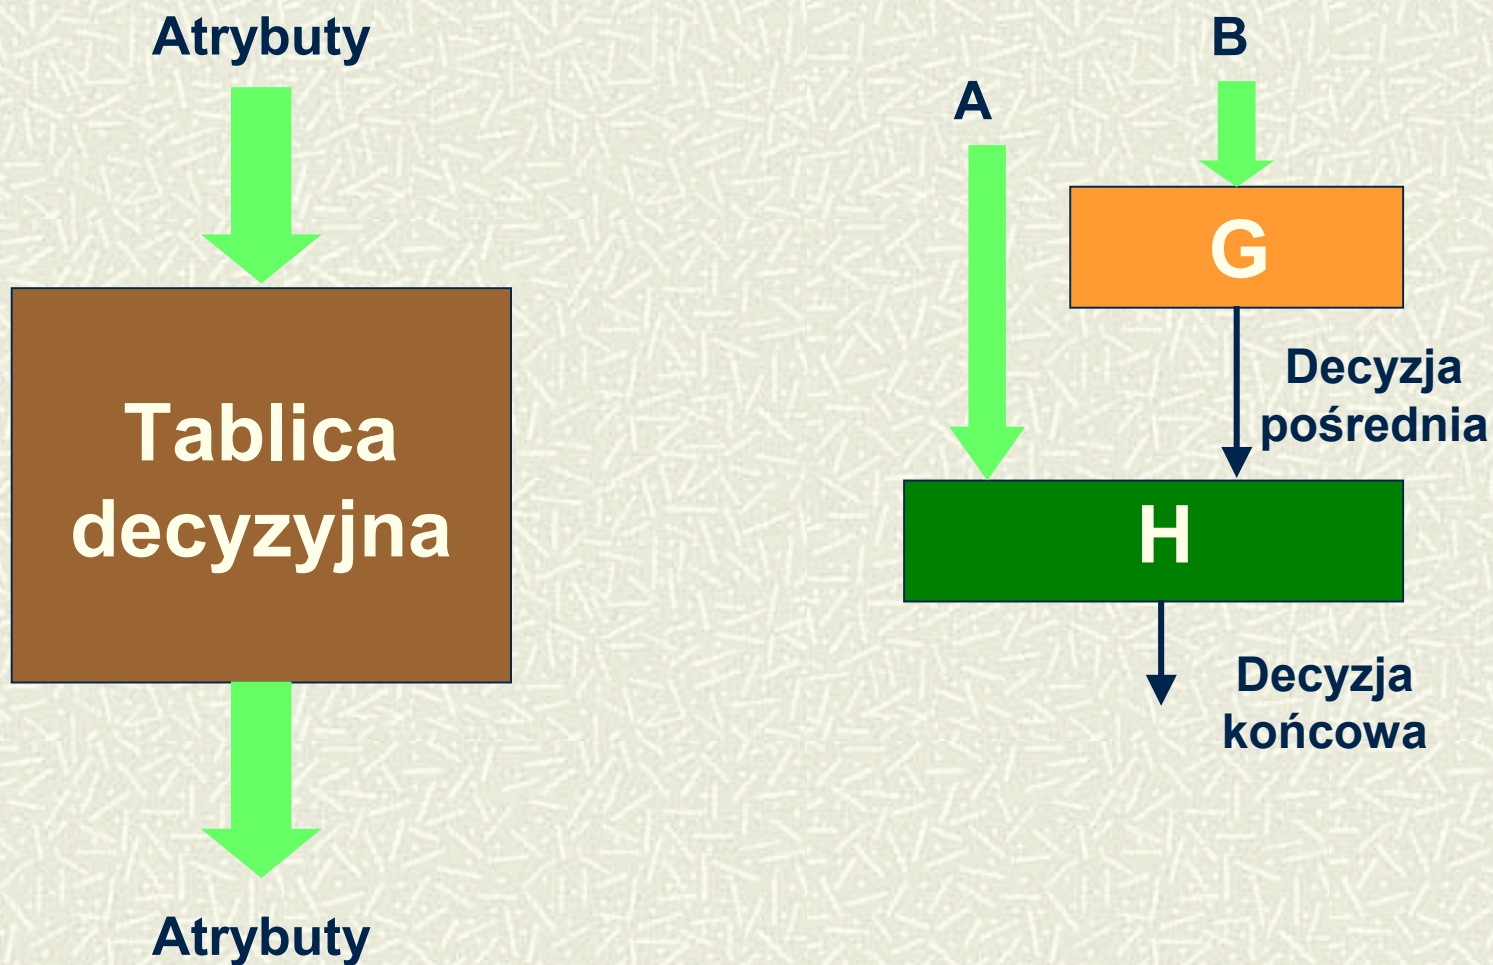 Atrybuty
Tablica
decyzyjna
Atrybuty
B
A
G
Decyzja
pośrednia
H
Decyzja
końcowa